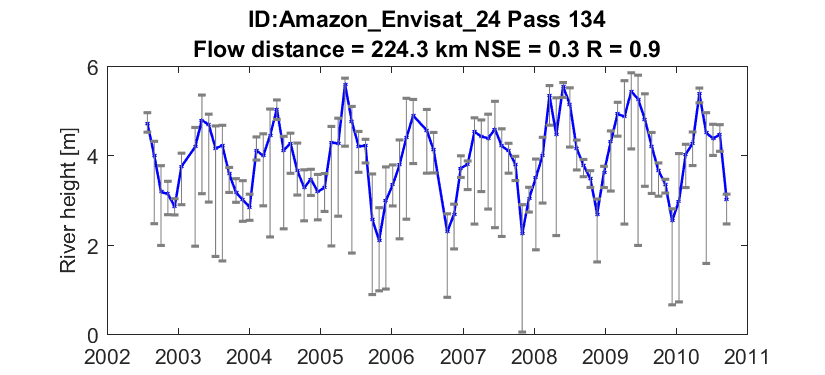 ID:Amazon_Envisat_24 Pass 134
Flow distance = 224.3 km NSE = 0.3 R = 0.9
River height [m]
6
4
2
0
2002 2003 2004 2005 2006 2007 2008 2009 2010 2011